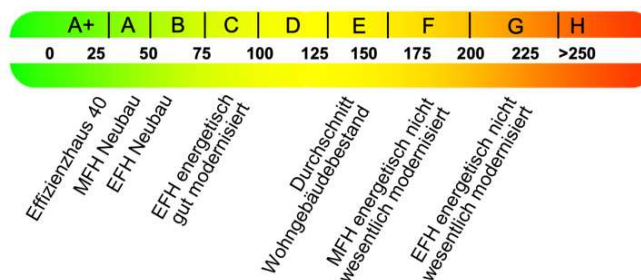 A+ A B C D E F G H
0 25 50 75 100 125 150 175 200 225 >250
Effizienzhaus 40
MFH Neubau
EFH Neubau
EFH energetisch
gut modernisiert
Durchschnitt
Wohngebäudebestand
MFH energetisch nicht
wesentlich modernisiert
EFH energetisch nicht
wesentlich modernisiert